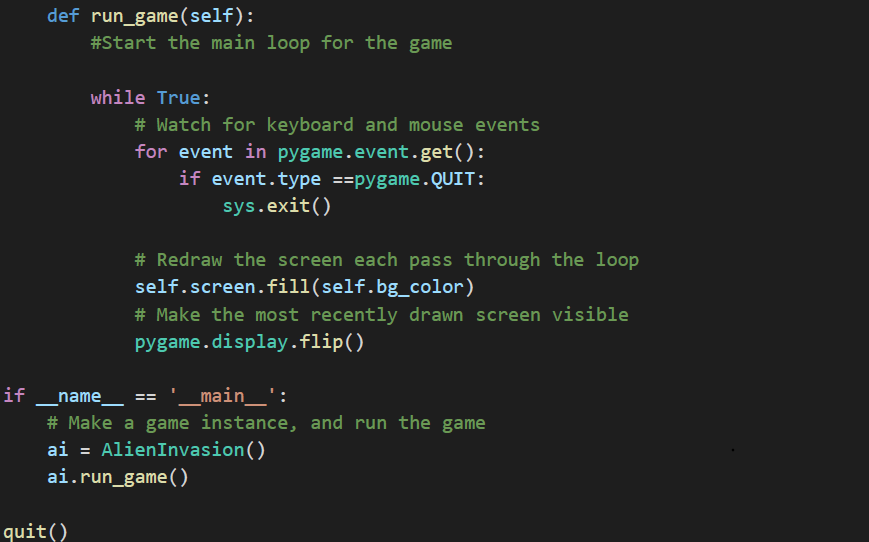 def run_game(self):
#Start the main loop for the game
while True:
# Watch for keyboard and mouse events
for event in pygame.event.get():
if event.type ==pygame.QUIT:
sys.exit()
# Redraw the screen each pass through the loop
self.screen.fill(self.bg_color)
# Make the most recently drawn screen visible
pygame.display.flip()
if __name__ == '__main__':
# Make a game instance, and run the game
ai = AlienInvasion()
ai.run_game()
quit()